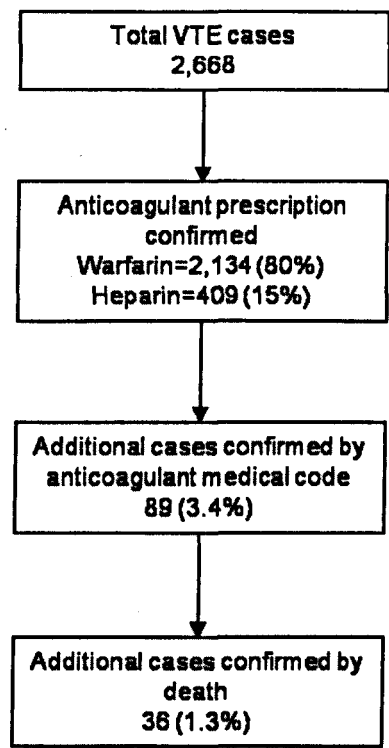 Total VTE cases
2,668
Anticoagulant prescription
confirmed
Warfarin=2,134 (80%)
Heparin=409 (15%)
Additional cases confirmed by
anticoagulant medical code
89 (3.4%)
Additional cases confirmed by
death
36 (1.3%)